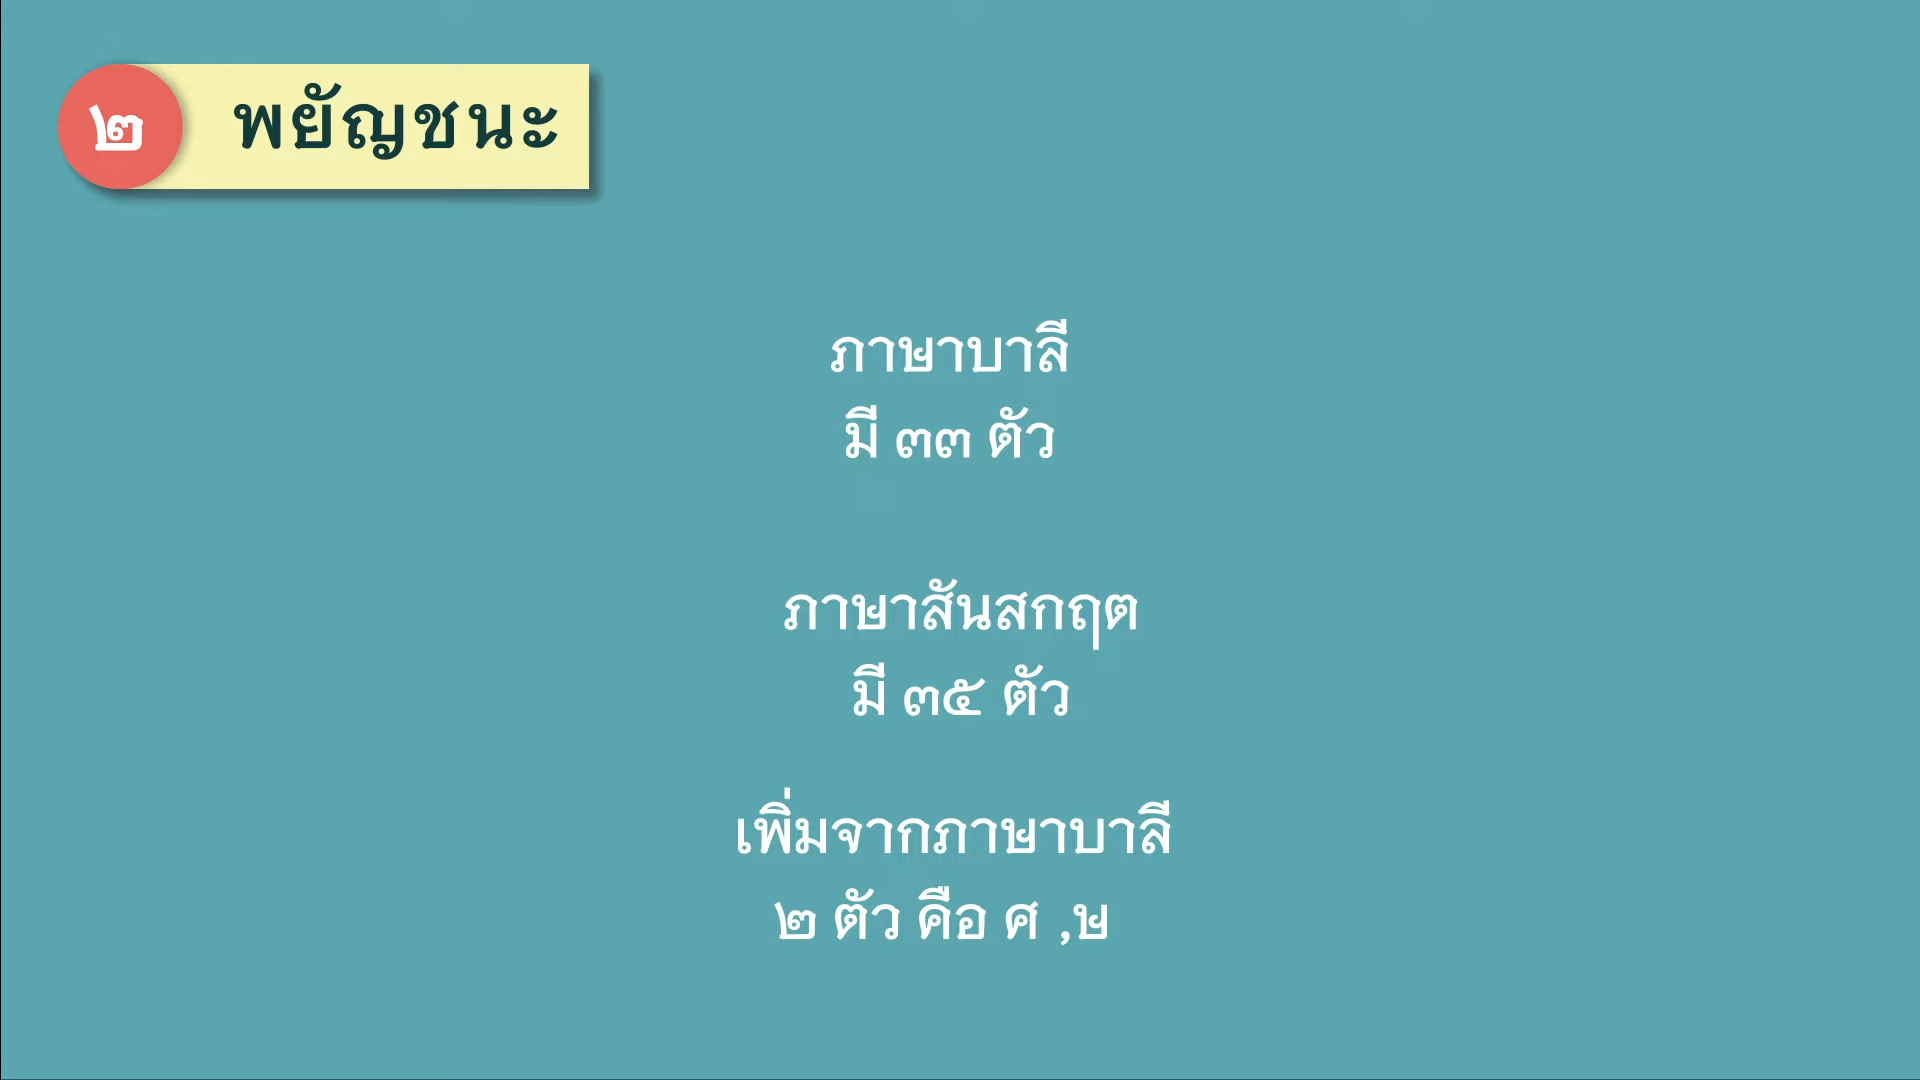 ๒ พยัญชนะ
ภาษาบาลี
มี ๓๓ ตัว
ภาษาสันสกฤต
มี ๓๕ ตัว
เพิ่มจากภาษาบาลี
๒ ตัว คือ ศ ,ษ